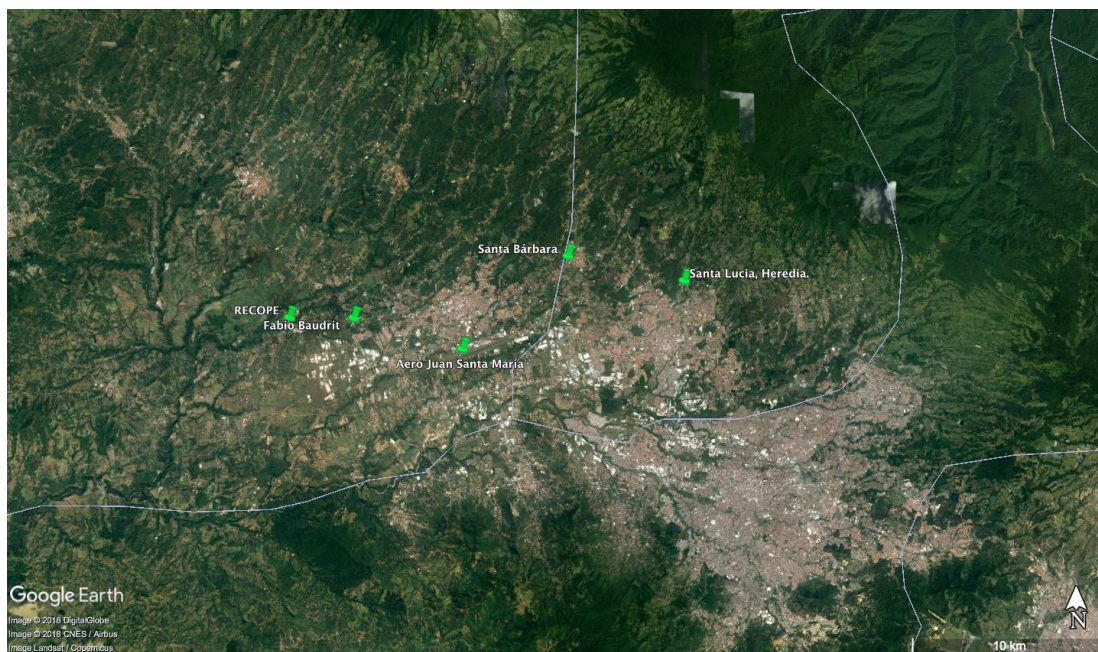 Santa Bárbara
Santa Lucia, Heredia.
RECOPE
Fabio Baudrit
Aero Juan Santa María
Google Earth
Image © 2018 DigitalGlobe
Image © 2018 CNES / Airbus
Image Landsat / Copernicus
N
10 km